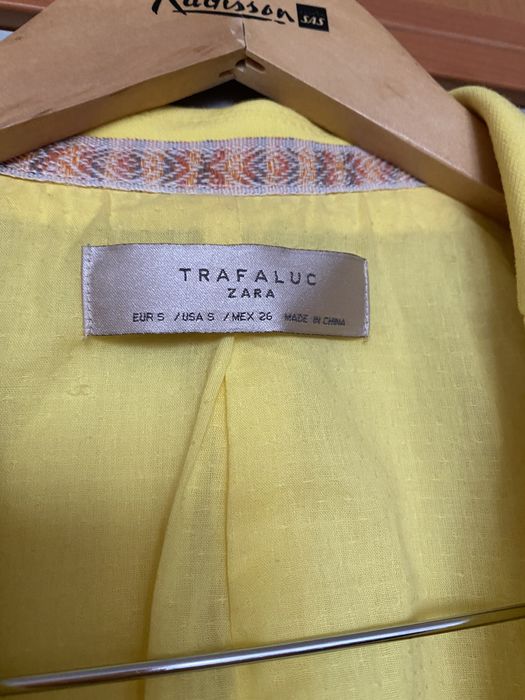 Radisson SAS
TRAFALUC
ZARA
EUR S / USA S / MEX 26 MADE IN CHINA